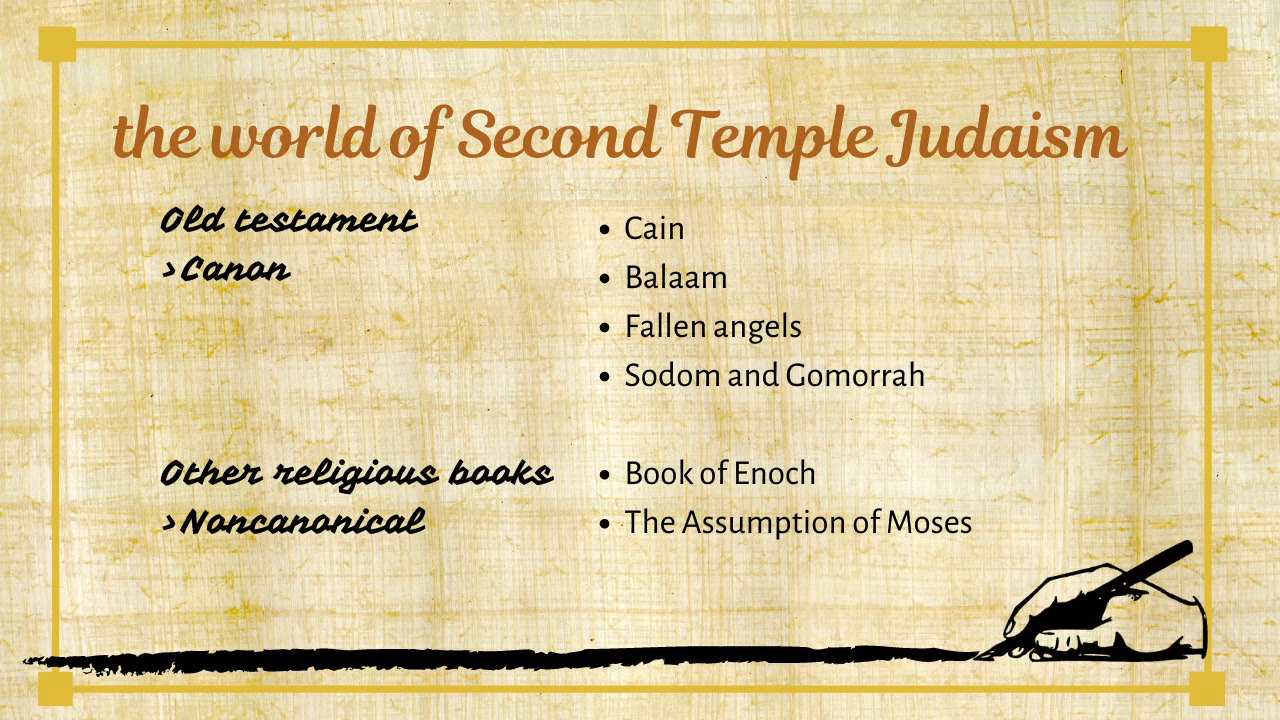 the world of Second Temple Judaism
Old testament
>Canon
• Cain
• Balaam
• Fallen angels
• Sodom and Gomorrah
Other religious books
>Noncanonical
• Book of Enoch
• The Assumption of Moses